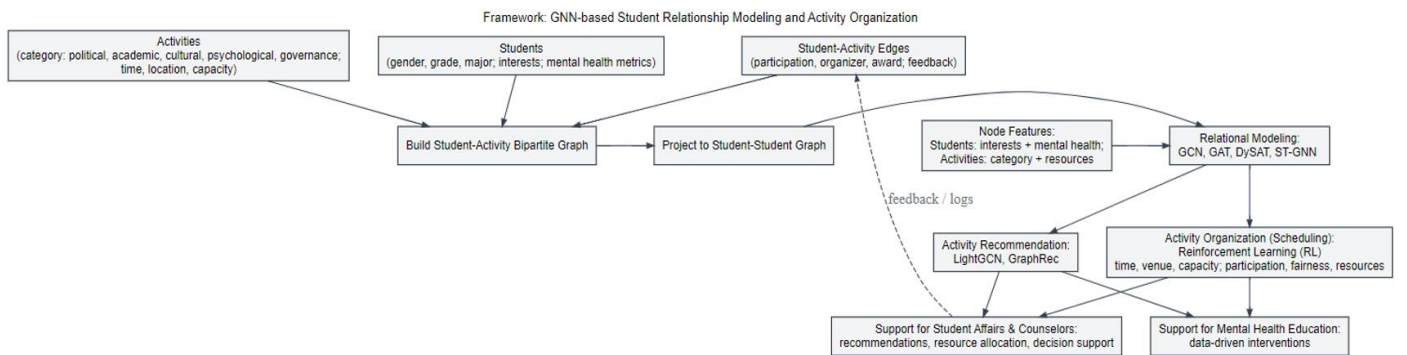 Framework: GNN-based Student Relationship Modeling and Activity Organization
Activities
(category: political, academic, cultural, psychological, governance;
time, location, capacity)
Students
(gender, grade, major; interests; mental health metrics)
Student-Activity Edges
(participation, organizer, award; feedback)
Build Student-Activity Bipartite Graph
Project to Student-Student Graph
Node Features:
Students: interests + mental health;
Activities: category + resources
Relational Modeling:
GCN, GAT, DySAT, ST-GNN
feedback / logs
Activity Recommendation:
LightGCN, GraphRec
Activity Organization (Scheduling):
Reinforcement Learning (RL)
time, venue, capacity; participation, fairness, resources
Support for Student Affairs & Counselors:
recommendations, resource allocation, decision support
Support for Mental Health Education:
data-driven interventions